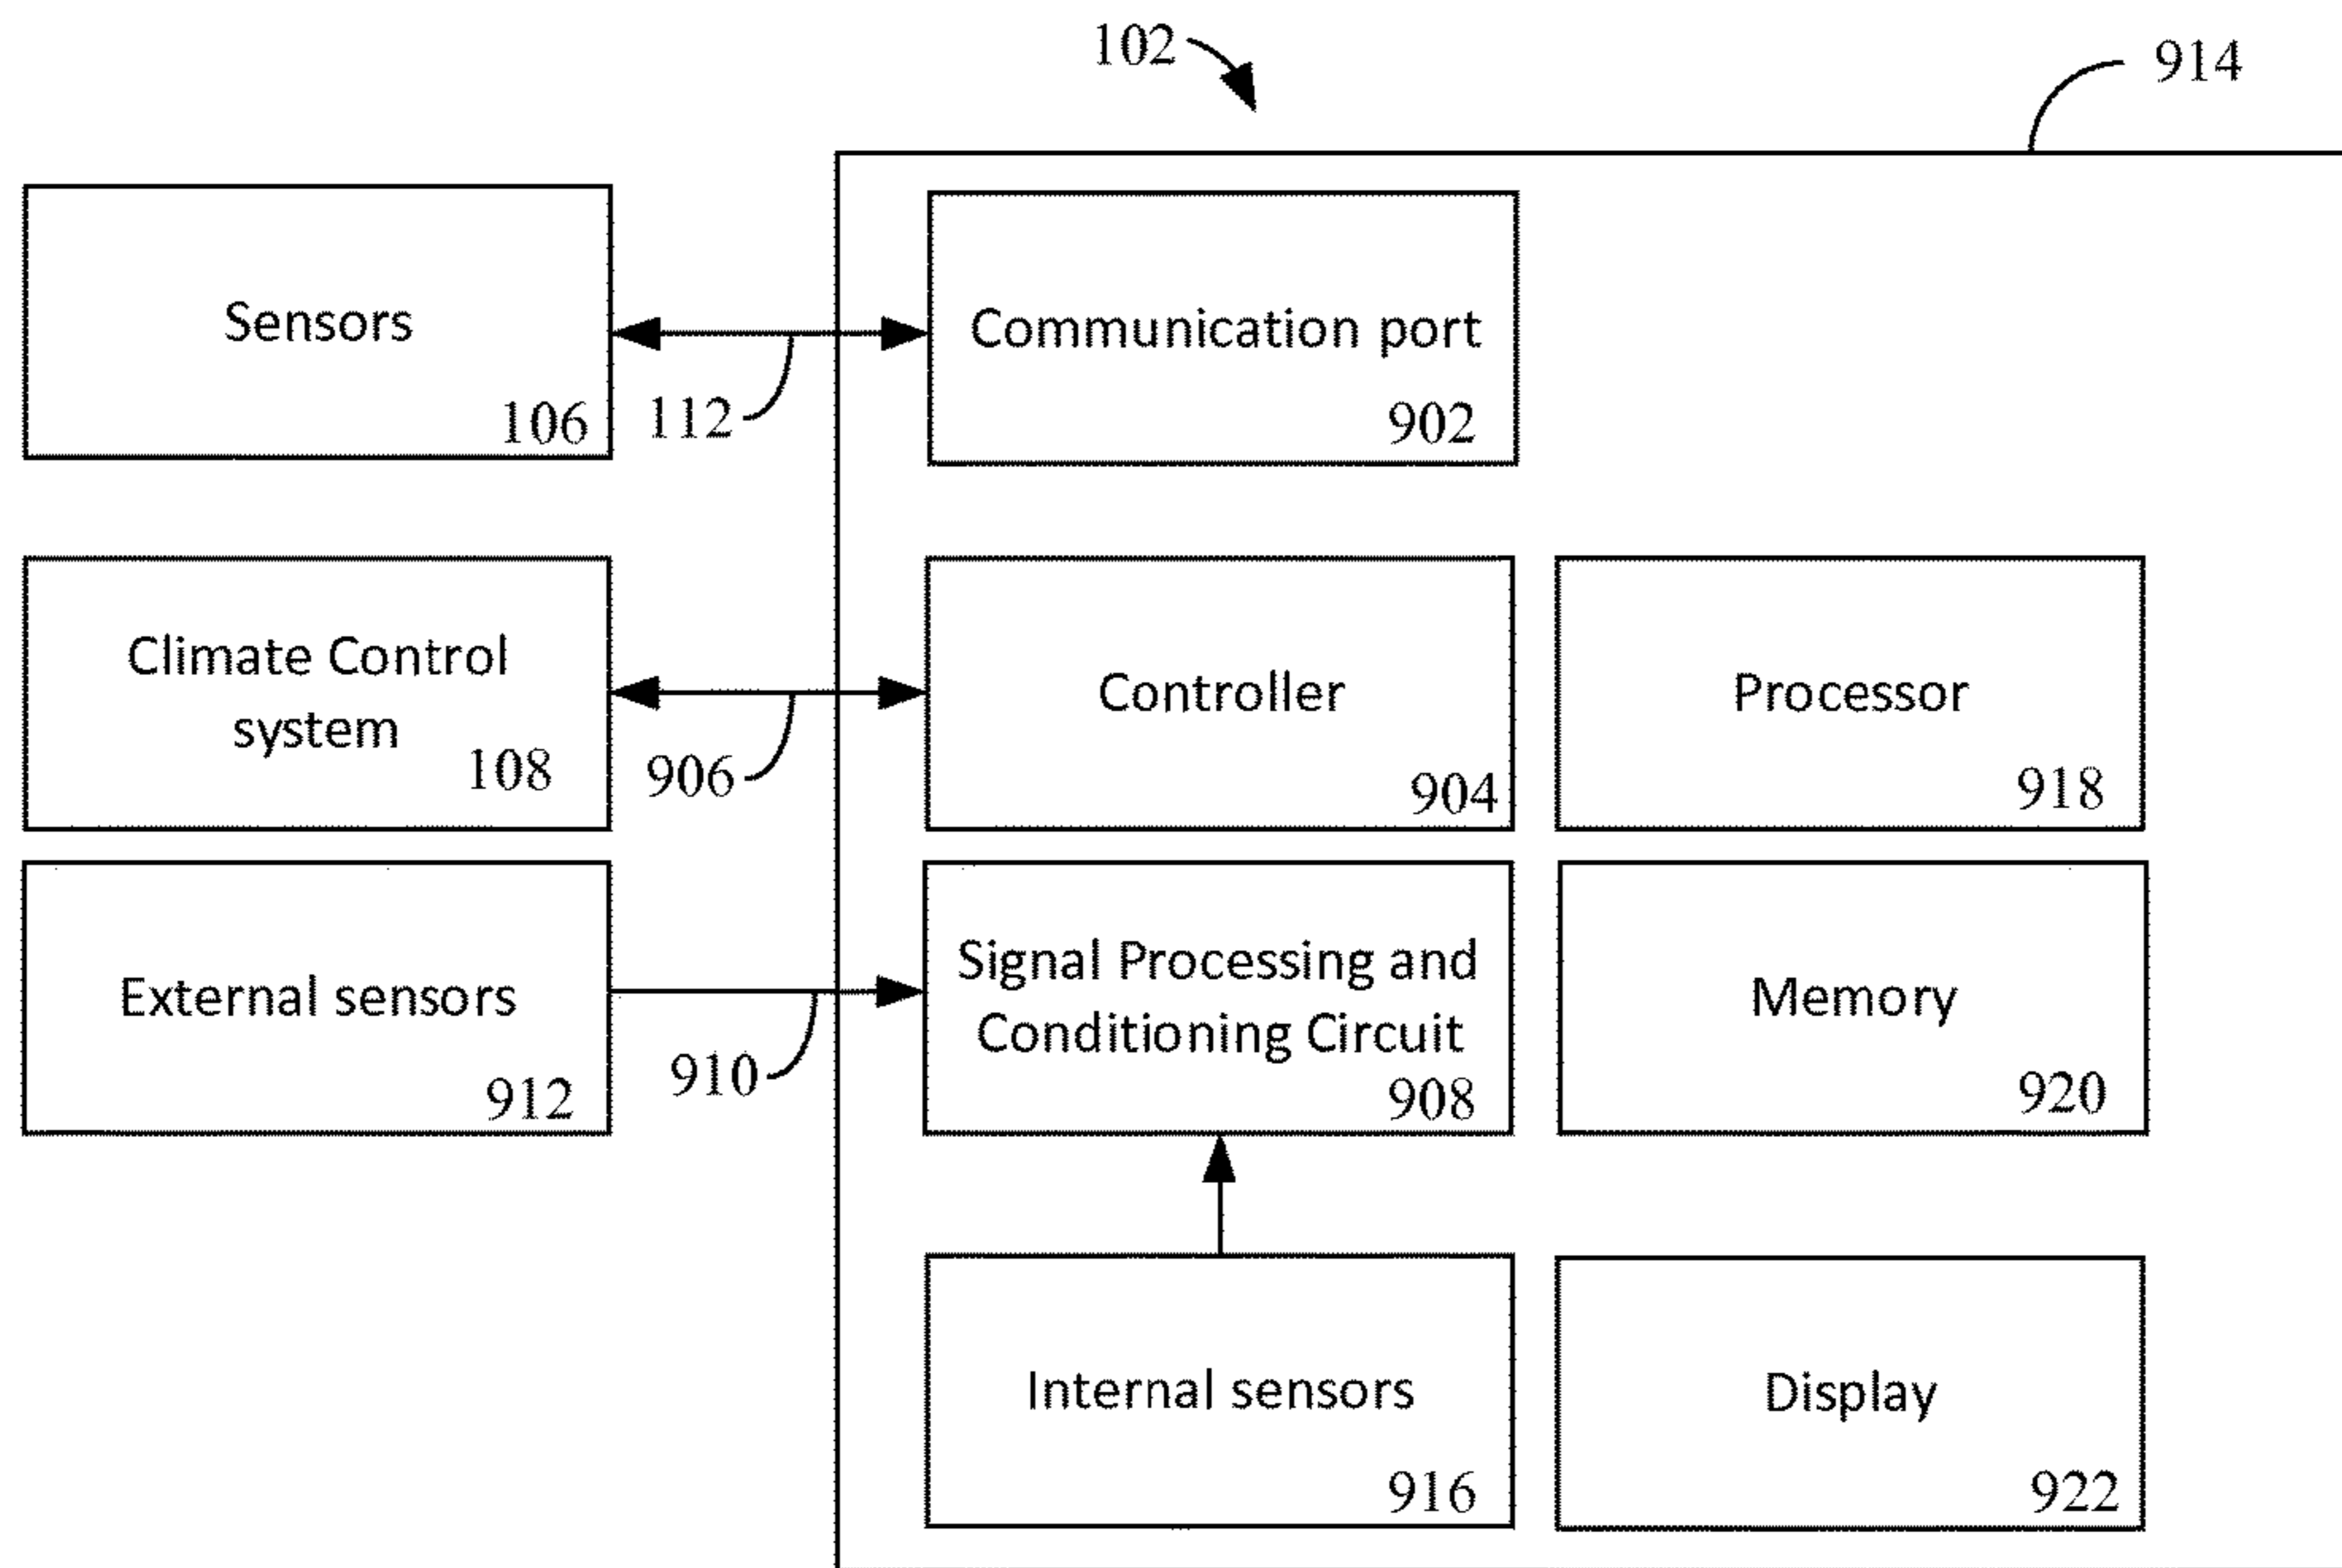 102
914
Sensors
106
112
Communication port
902
Climate Control
system
108
906
Controller
904
Processor
918
External sensors
912
910
Signal Processing and
Conditioning Circuit
908
Memory
920
Internal sensors
916
Display
922